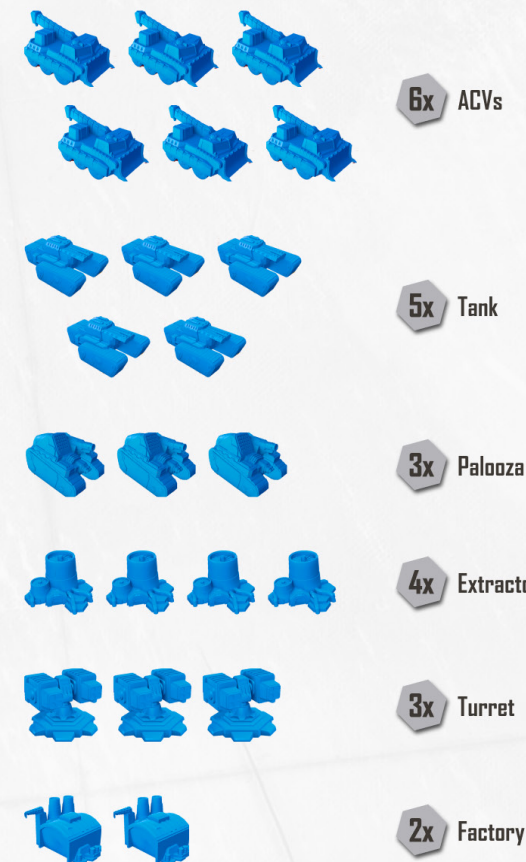 6x ACVs
5x Tank
3x Palooza
4x Extracto
3x Turret
2x Factory